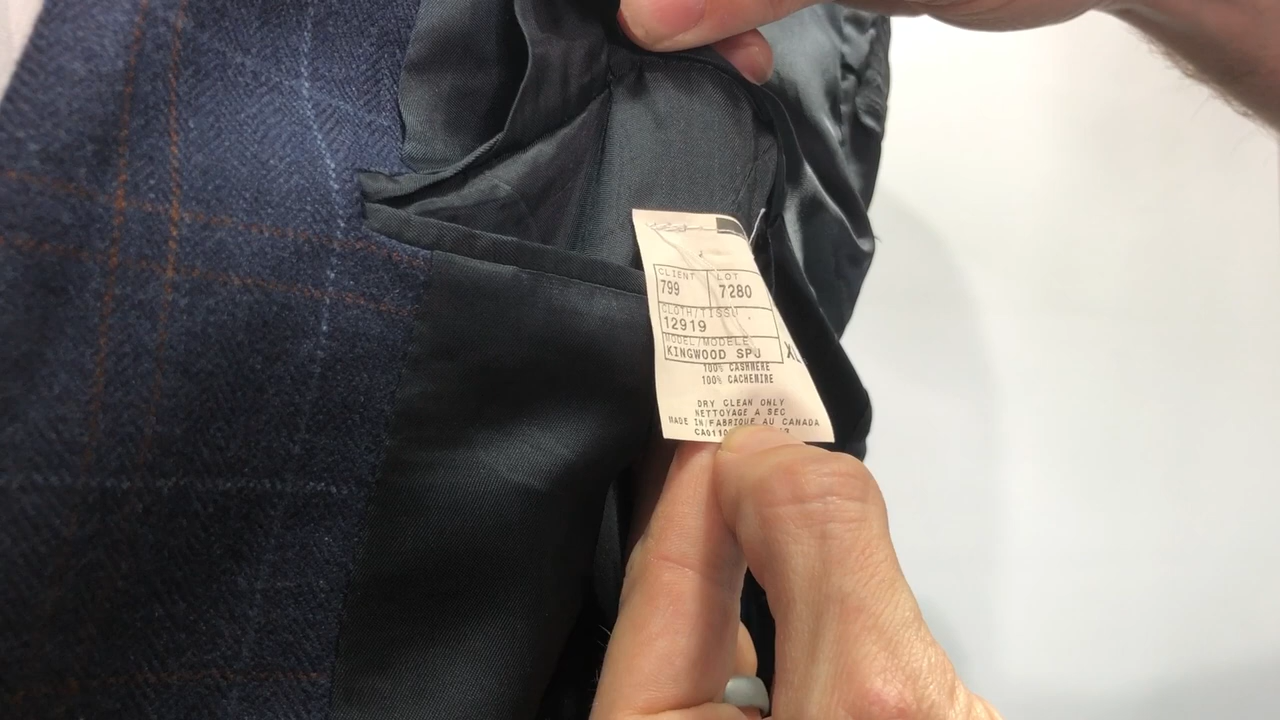 CLIENT LOT
799 7280
CLOTH/TISSU
12919
MODEL/MODELE
KINGWOOD SPJ XL
100% CASHMERE
100% CACHEMIRE
DRY CLEAN ONLY
NETTOYAGE A SEC
MADE IN/FABRIQUE AU CANADA